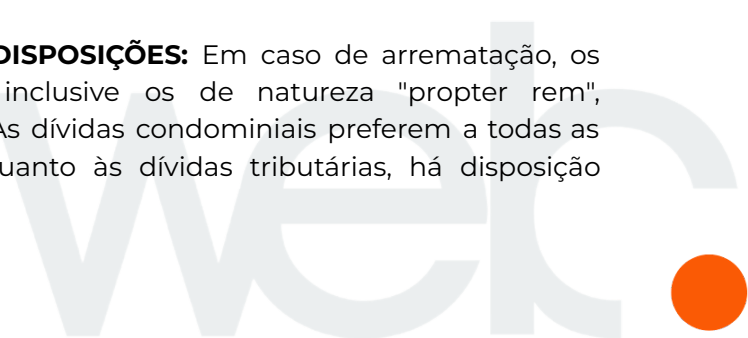 DISPOSIÇÕES: Em caso de arrematação, os
inclusive os de natureza "propter rem",
As dívidas condominiais preferem a todas as
uanto às dívidas tributárias, há disposição
web.